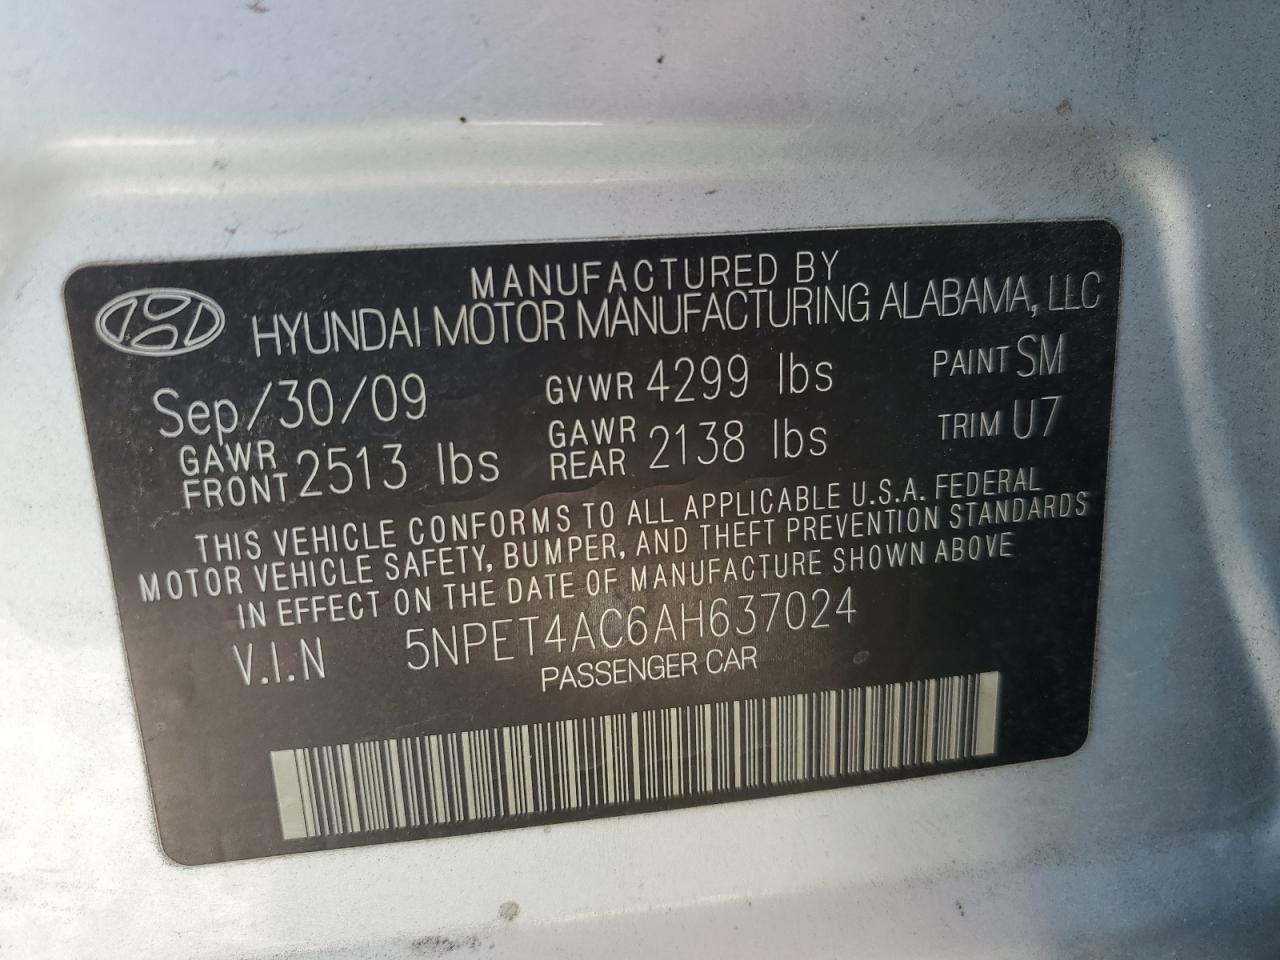 MANUFACTURED BY
HYUNDAI MOTOR MANUFACTURING ALABAMA, LLC
Sep/30/09 GVWR 4299 lbs PAINT SM
GAWR FRONT 2513 lbs GAWR REAR 2138 lbs TRIM U7
THIS VEHICLE CONFORMS TO ALL APPLICABLE U.S.A. FEDERAL
MOTOR VEHICLE SAFETY, BUMPER, AND THEFT PREVENTION STANDARDS
IN EFFECT ON THE DATE OF MANUFACTURE SHOWN ABOVE
V.I.N 5NPET4AC6AH637024
PASSENGER CAR